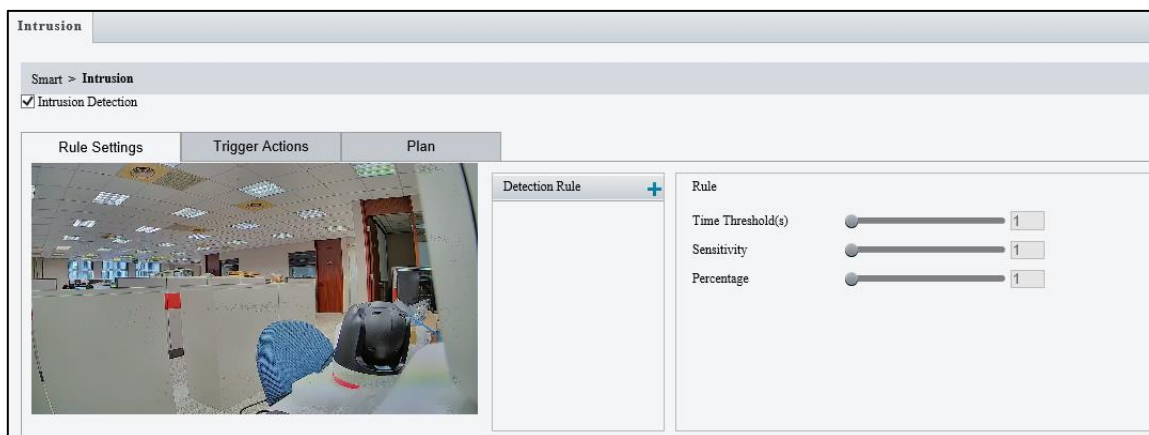 Intrusion
Smart > Intrusion
Intrusion Detection
Rule Settings Trigger Actions Plan
Detection Rule +
Rule
Time Threshold(s) 1
Sensitivity 1
Percentage 1